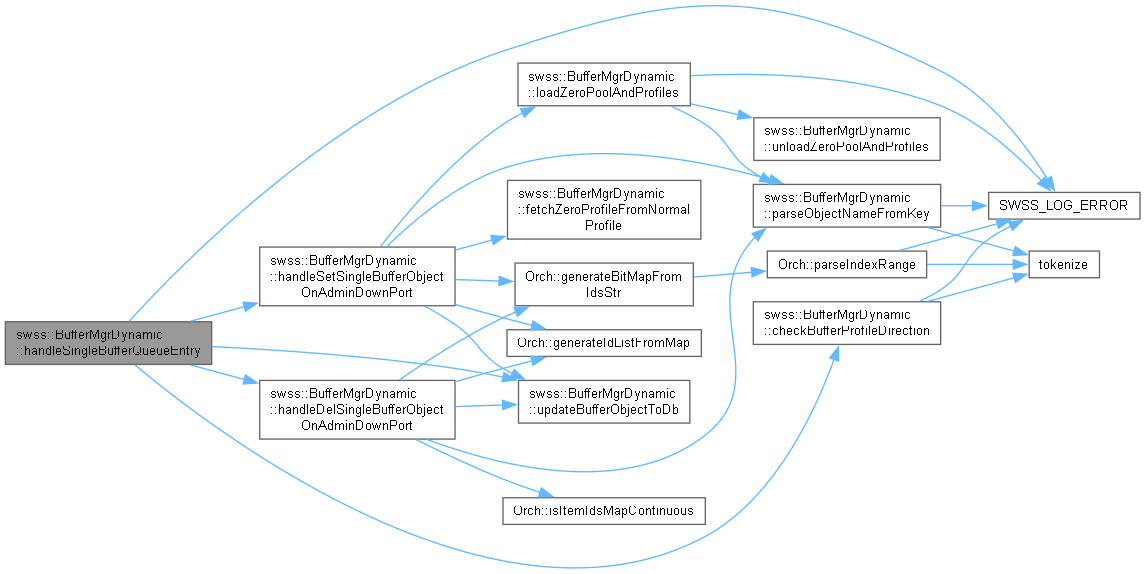 swss::BufferMgrDynamic
::handleSingleBufferQueueEntry
swss::BufferMgrDynamic
::handleSetSingleBufferObject
OnAdminDownPort
swss::BufferMgrDynamic
::handleDelSingleBufferObject
OnAdminDownPort
swss::BufferMgrDynamic
::loadZeroPoolAndProfiles
swss::BufferMgrDynamic
::fetchZeroProfileFromNormal
Profile
Orch::generateBitMapFrom
IdsStr
Orch::generateIdListFromMap
swss::BufferMgrDynamic
::updateBufferObjectToDb
Orch::isItemIdsMapContinuous
swss::BufferMgrDynamic
::unloadZeroPoolAndProfiles
swss::BufferMgrDynamic
::parseObjectNameFromKey
Orch::parseIndexRange
swss::BufferMgrDynamic
::checkBufferProfileDirection
SWSS_LOG_ERROR
tokenize